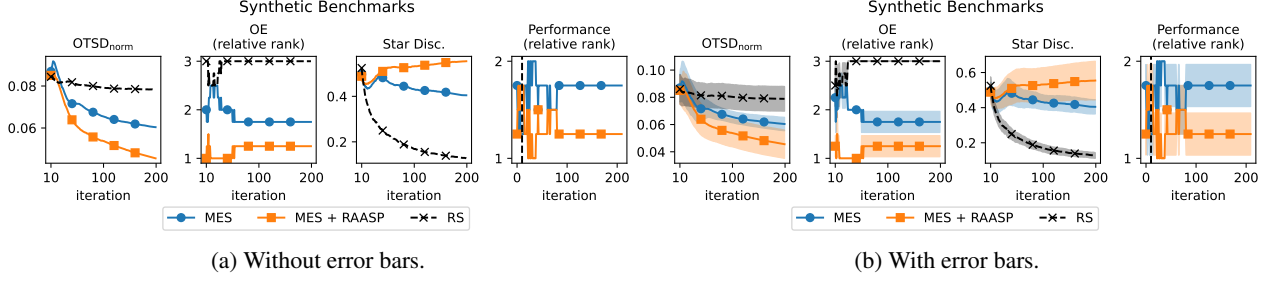 Synthetic Benchmarks
OTSDnorm
OE
(relative rank)
Star Disc.
Performance
(relative rank)
0.08
0.06
3
2
1
0.4
0.2
2
1
10 100 200
iteration
10 100 200
iteration
10 100 200
iteration
0 100 200
iteration
MES MES + RAASP RS
(a) Without error bars.
Synthetic Benchmarks
OTSDnorm
OE
(relative rank)
Star Disc.
Performance
(relative rank)
0.10
0.08
0.06
0.04
3
2
1
0.6
0.4
0.2
2
1
10 100 200
iteration
10 100 200
iteration
10 100 200
iteration
0 100 200
iteration
MES MES + RAASP RS
(b) With error bars.